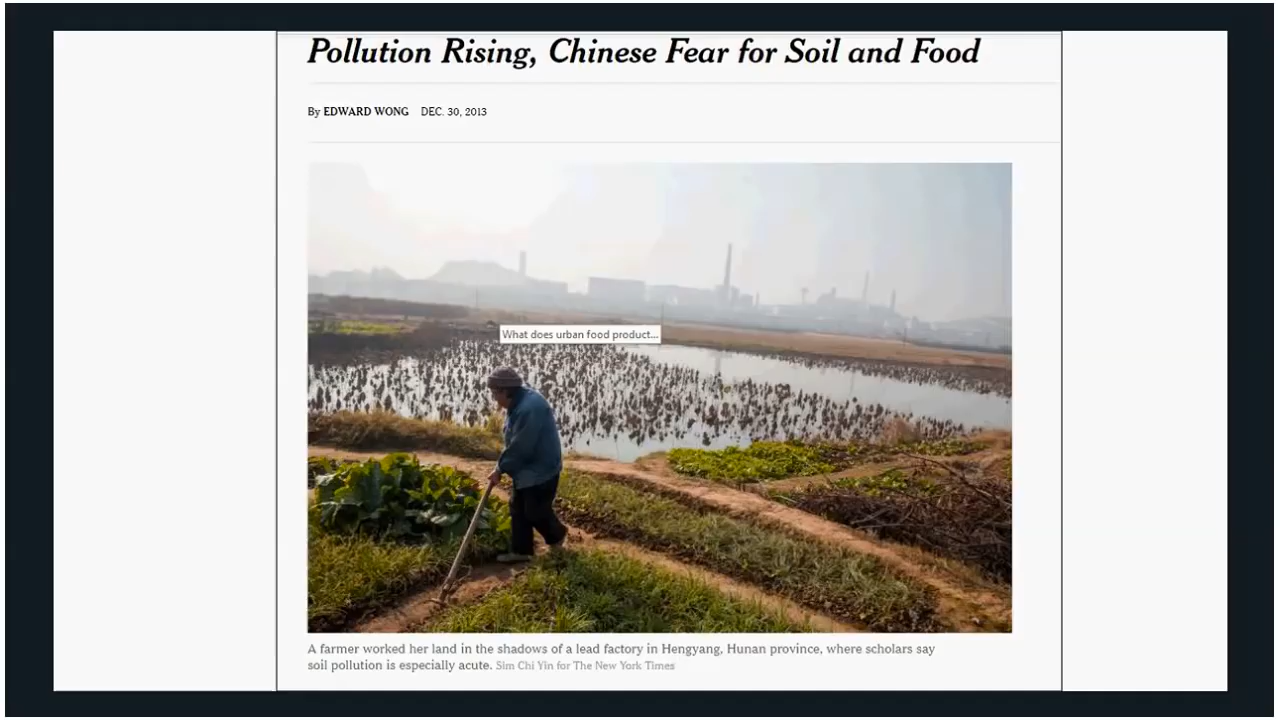 Pollution Rising, Chinese Fear for Soil and Food
By EDWARD WONG DEC. 30, 2013
What does urban food product...
A farmer worked her land in the shadows of a lead factory in Hengyang, Hunan province, where scholars say
soil pollution is especially acute. Sim Chi Yin for The New York Times